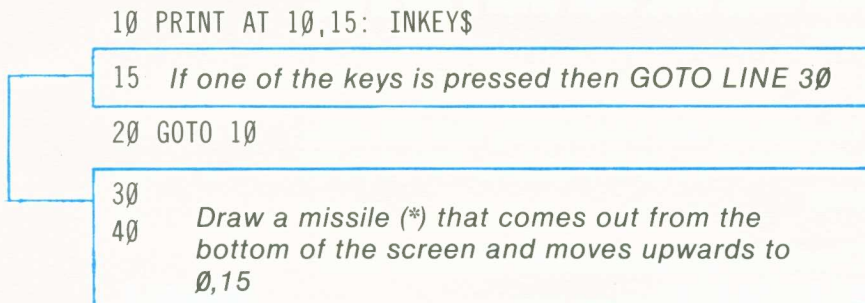 10 PRINT AT 10,15: INKEY$
15 If one of the keys is pressed then GOTO LINE 30
20 GOTO 10
30
40 Draw a missile (*) that comes out from the
bottom of the screen and moves upwards to
0,15